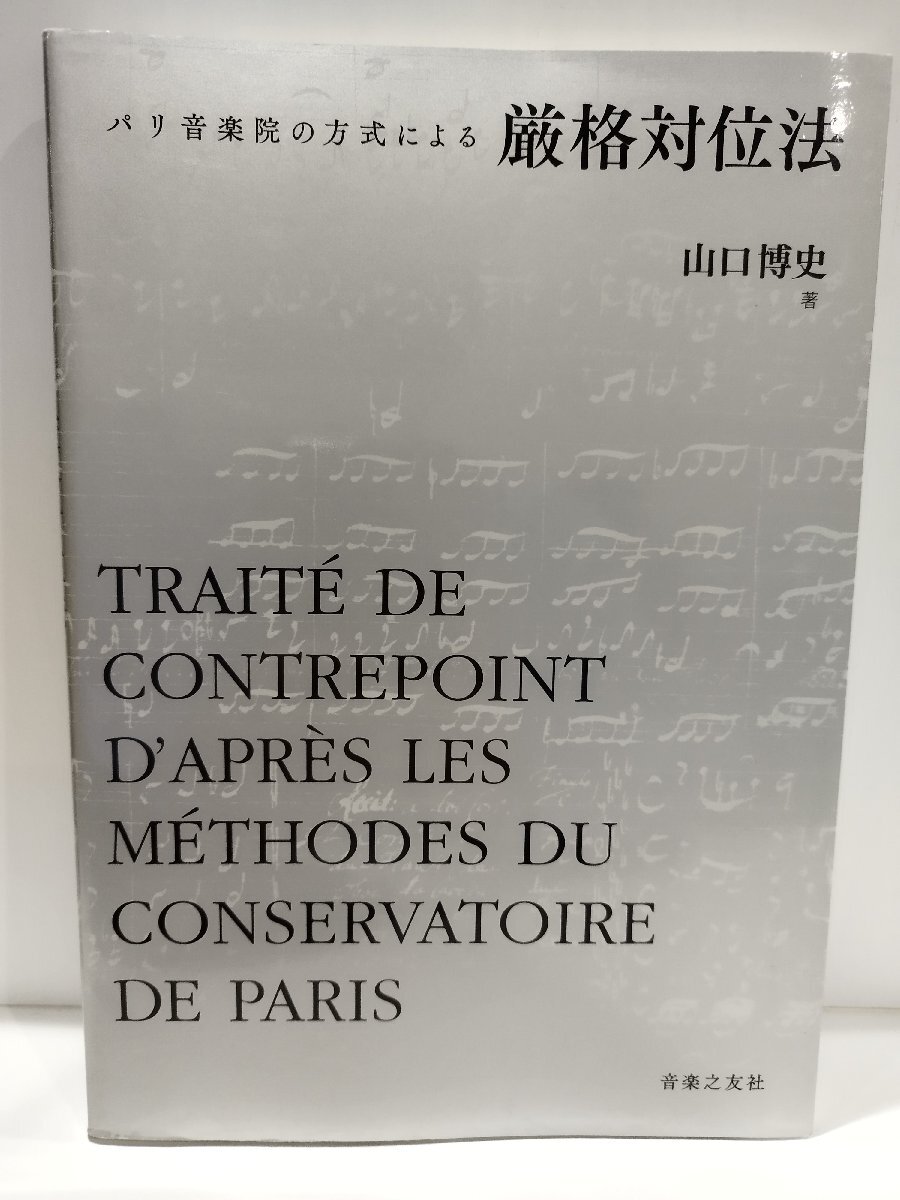 パリ音楽院の方式による 厳格対位法
山口博史
著
TRAITÉ DE
CONTREPOINT
D'APRÈS LES
MÉTHODES DU
CONSERVATOIRE
DE PARIS
音楽之友社